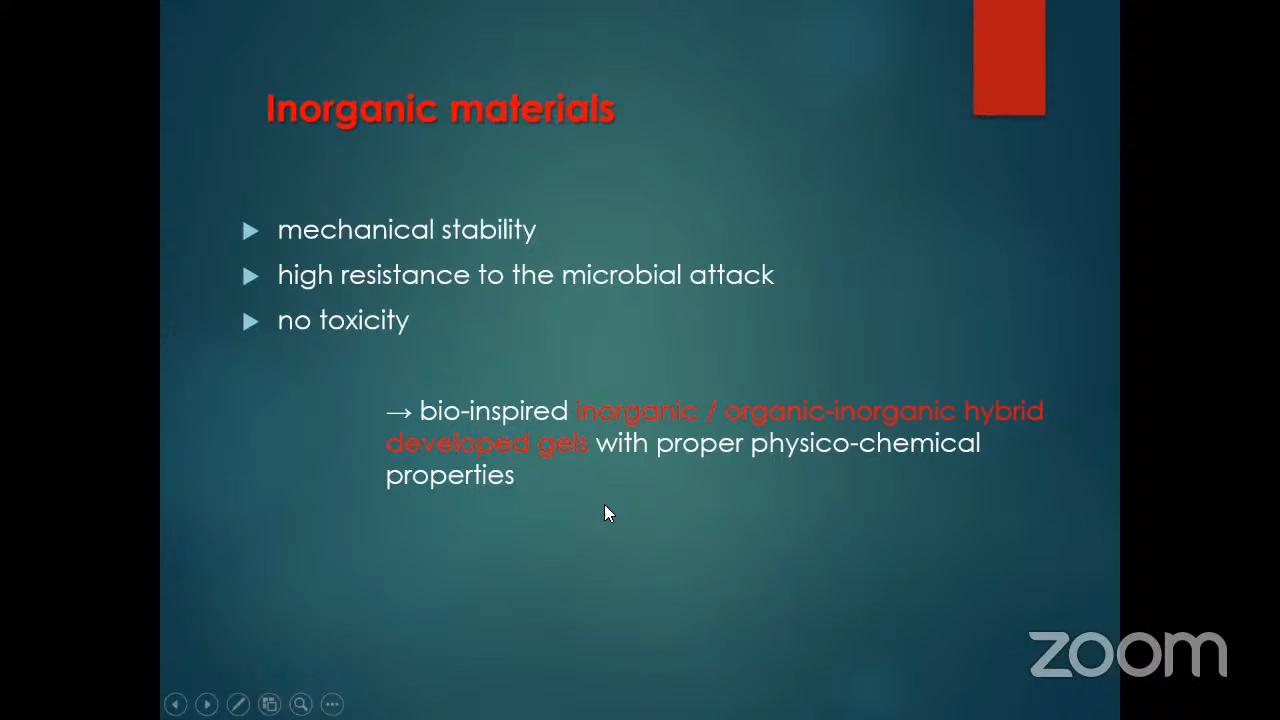 Inorganic materials
mechanical stability
high resistance to the microbial attack
no toxicity
→ bio-inspired inorganic / organic-inorganic hybrid
developed gels with proper physico-chemical
properties
zoom